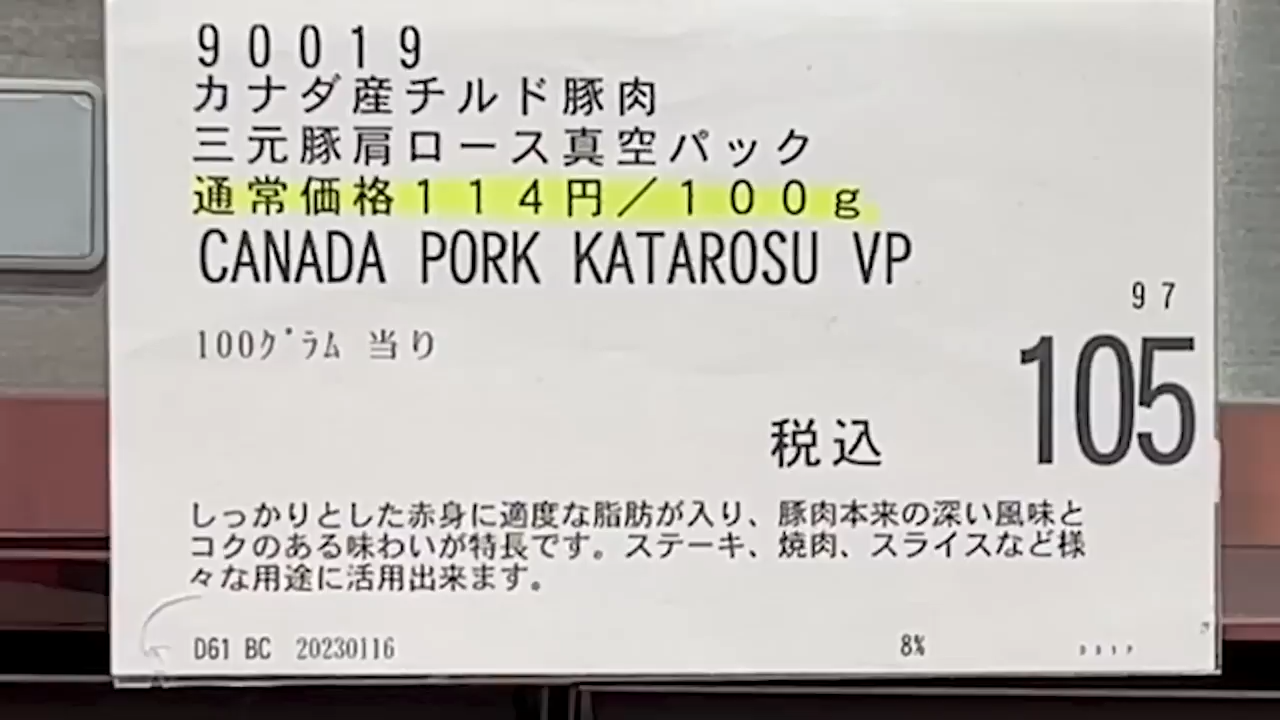 90019
カナダ産チルド豚肉
三元豚肩ロース真空パック
通常価格114円／100g
CANADA PORK KATAROSU VP
97
100ｸﾞﾗﾑ 当り
105
税込
しっかりとした赤身に適度な脂肪が入り、豚肉本来の深い風味と
コクのある味わいが特長です。ステーキ、焼肉、スライスなど様
々な用途に活用出来ます。
D61 BC 20230116
8%